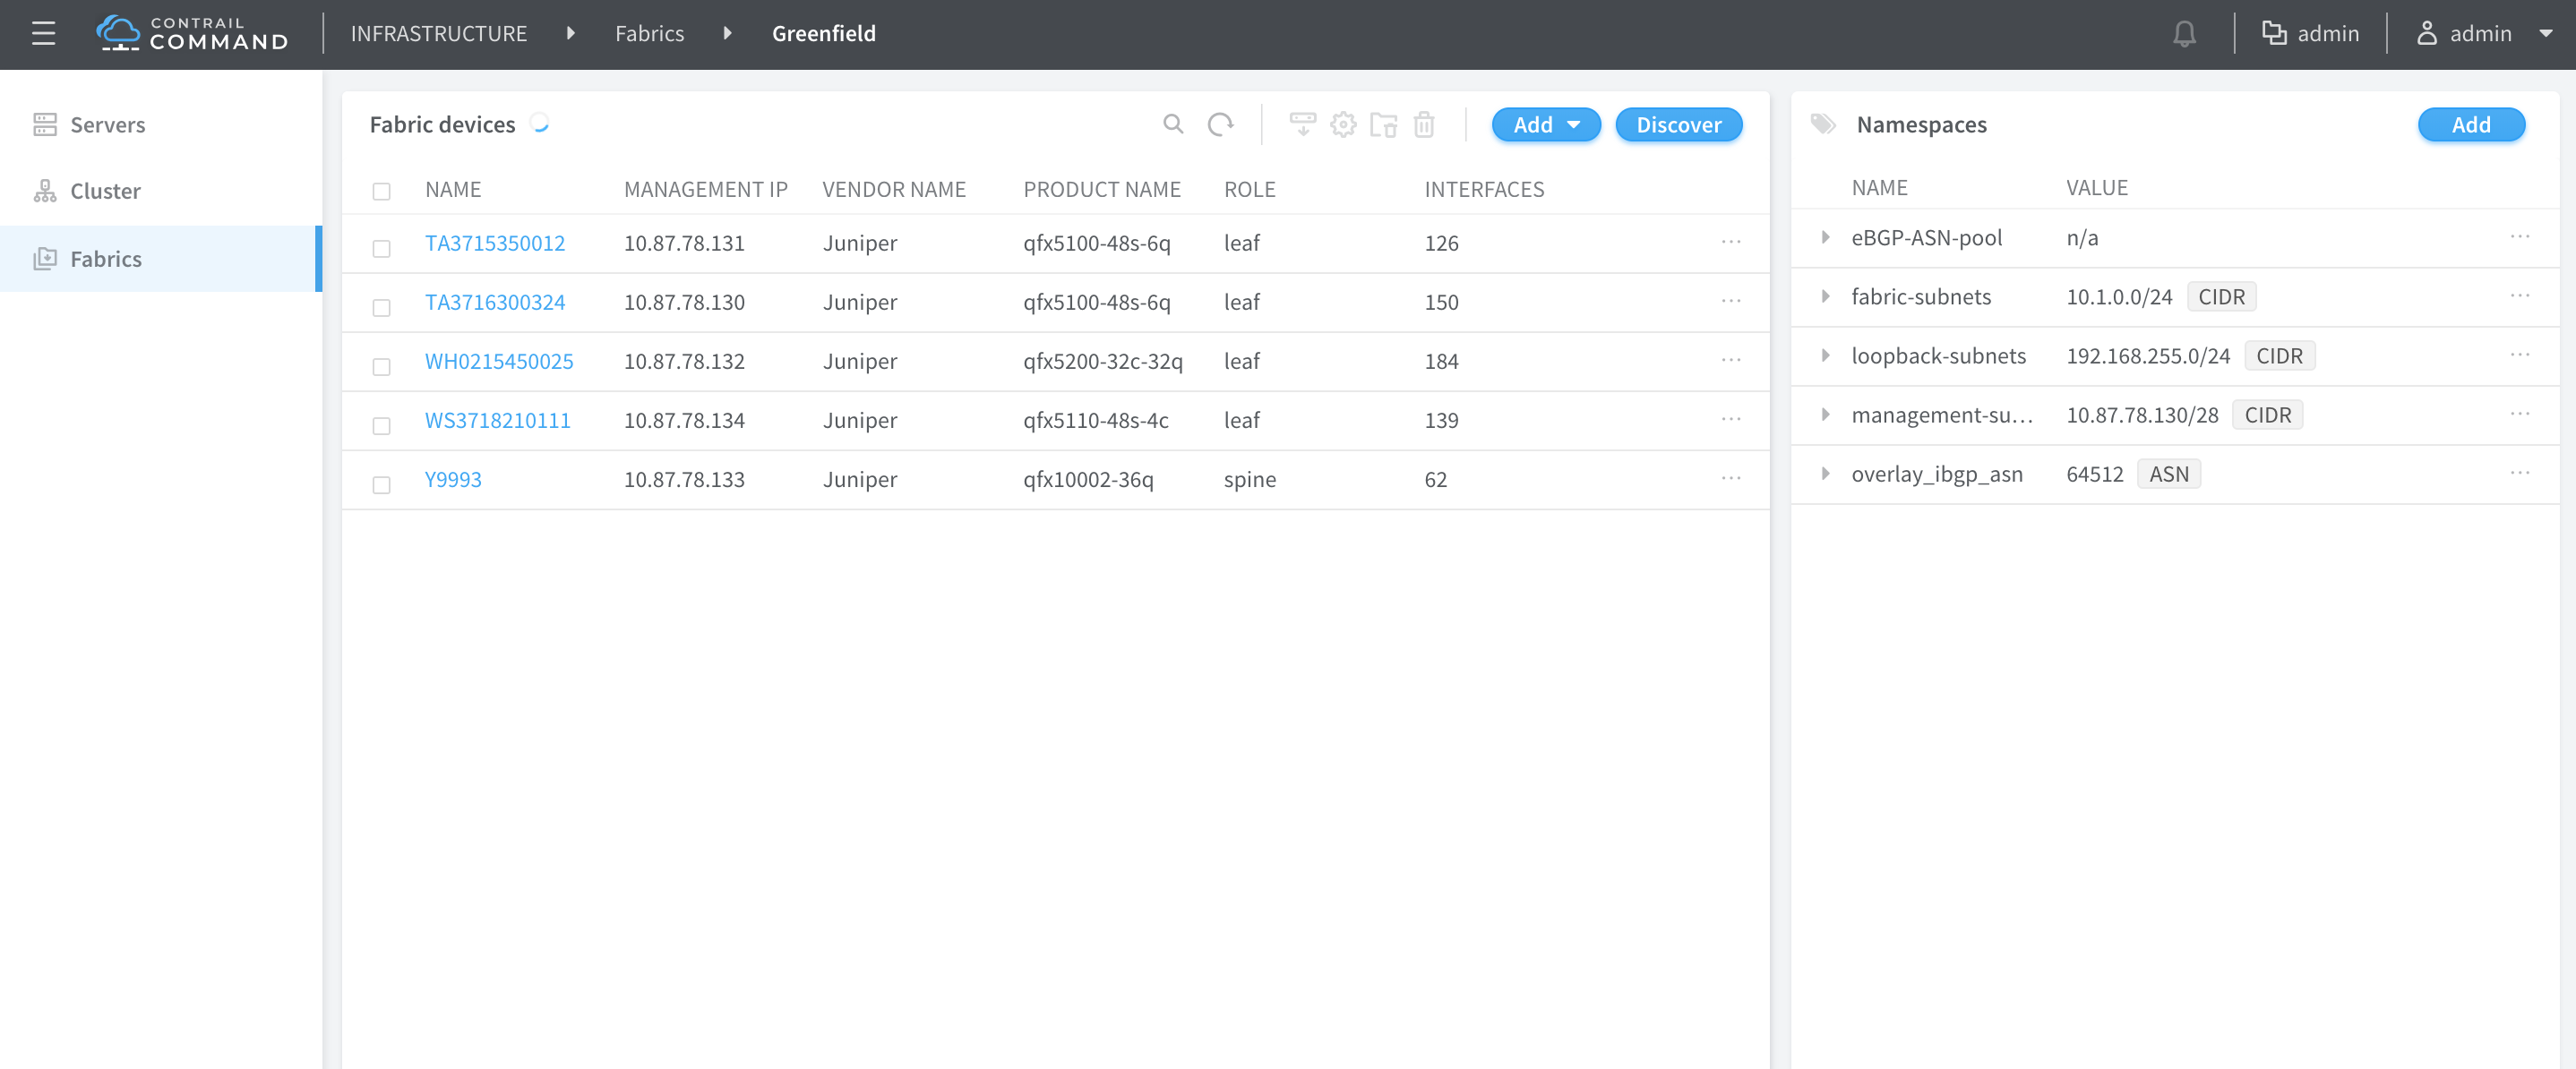 CONTRAIL
COMMAND
INFRASTRUCTURE Fabrics Greenfield
admin admin
Servers
Cluster
Fabrics
Fabric devices
Add Discover
NAME MANAGEMENT IP VENDOR NAME PRODUCT NAME ROLE INTERFACES
TA3715350012 10.87.78.131 Juniper qfx5100-48s-6q leaf 126 ...
TA3716300324 10.87.78.130 Juniper qfx5100-48s-6q leaf 150 ...
WH0215450025 10.87.78.132 Juniper qfx5200-32c-32q leaf 184 ...
WS3718210111 10.87.78.134 Juniper qfx5110-48s-4c leaf 139 ...
Y9993 10.87.78.133 Juniper qfx10002-36q spine 62 ...
Namespaces
Add
NAME VALUE
eBGP-ASN-pool n/a ...
fabric-subnets 10.1.0.0/24 CIDR ...
loopback-subnets 192.168.255.0/24 CIDR ...
management-su... 10.87.78.130/28 CIDR ...
overlay_ibgp_asn 64512 ASN ...